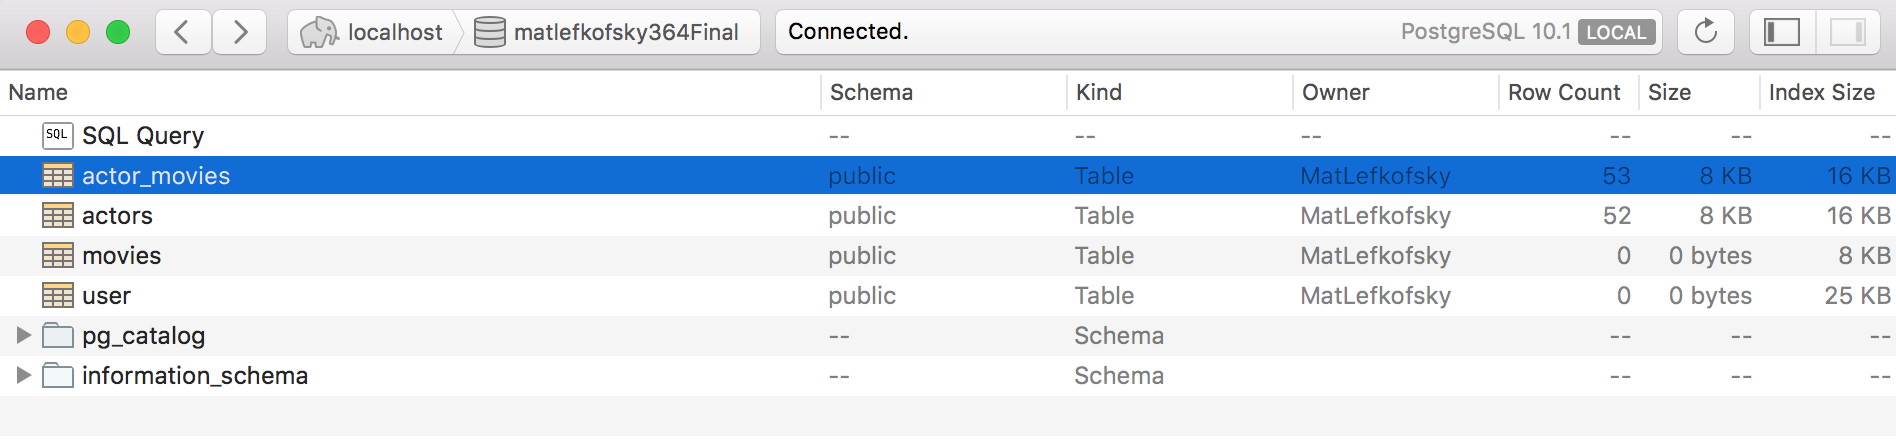 localhost matlefkofsky364Final Connected. PostgreSQL 10.1 LOCAL
Name Schema Kind Owner Row Count Size Index Size
SQL SQL Query -- -- -- -- -- --
actor_movies public Table MatLefkofsky 53 8 KB 16 KB
actors public Table MatLefkofsky 52 8 KB 16 KB
movies public Table MatLefkofsky 0 0 bytes 8 KB
user public Table MatLefkofsky 0 0 bytes 25 KB
pg_catalog -- Schema -- -- --
information_schema -- Schema -- -- --